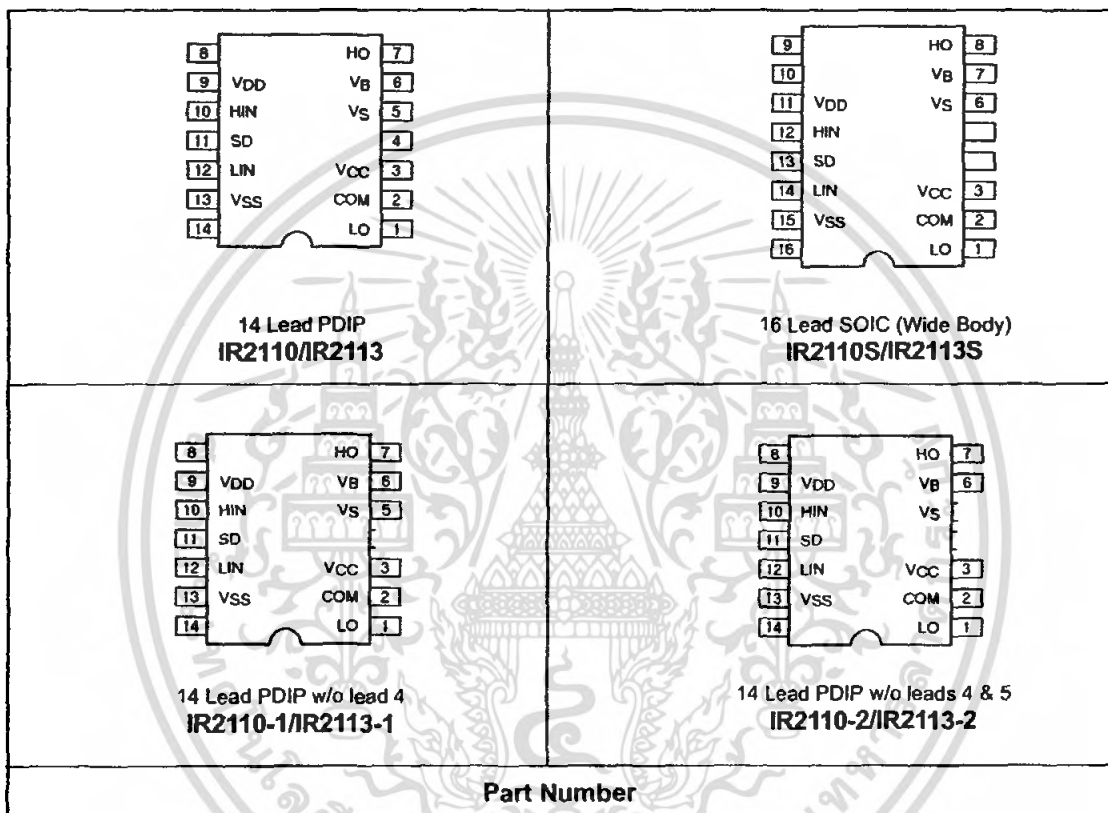 8 HO 7
9 VDD VB 6
10 HIN VS 5
11 SD 4
12 LIN VCC 3
13 VSS COM 2
14 LO 1
14 Lead PDIP
IR2110/IR2113
9 HO 8
10 VB 7
11 VDD VS 6
12 HIN
13 SD
14 LIN VCC 3
15 VSS COM 2
16 LO 1
16 Lead SOIC (Wide Body)
IR2110S/IR2113S
8 HO 7
9 VDD VB 6
10 HIN VS 5
11 SD
12 LIN VCC 3
13 VSS COM 2
14 LO 1
14 Lead PDIP w/o lead 4
IR2110-1/IR2113-1
8 HO 7
9 VDD VB 6
10 HIN VS
11 SD
12 LIN VCC 3
13 VSS COM 2
14 LO 1
14 Lead PDIP w/o leads 4 & 5
IR2110-2/IR2113-2
Part Number